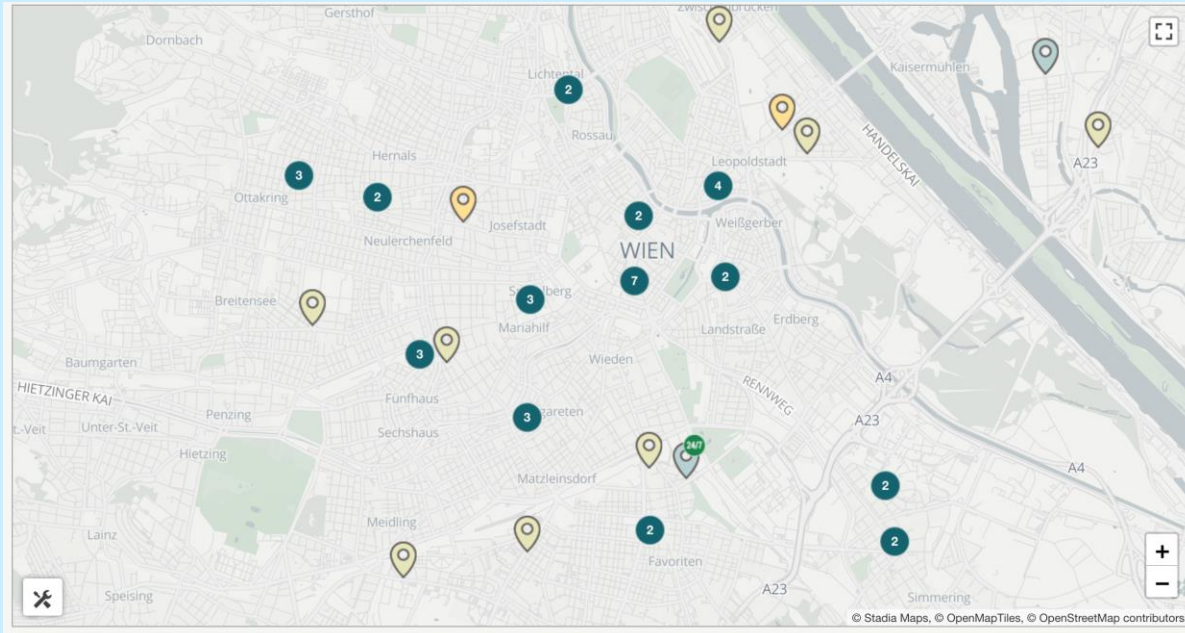 Gersthof
Zwischenbrücken
Dornbach
Kaisermühlen
Lichtental
2
Rossau
HANDELSKAI
Hernals
Leopoldstadt
A23
3
4
Ottakring
2
2
Josefstadt
Weißgerber
Neulerchenfeld
WIEN
7
2
Breitensee
3
Erdberg
Mariahilf
Landstraße
3
Wieden
Baumgarten
A4
HIETZINGER KAI
RENNWEG
Fünfhaus
Penzing
3
A23
t.-Veit
Unter-St.-Veit
Sechshaus
Hietzing
24/7
A4
Matzleinsdorf
2
Meidling
2
Lainz
2
Favoriten
+
−
A23
Speising
Simmering
© Stadia Maps, © OpenMapTiles, © OpenStreetMap contributors